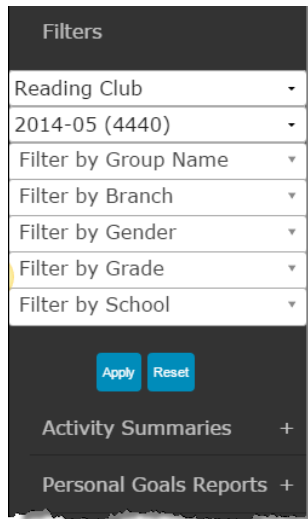 Filters
Reading Club
2014-05 (4440)
Filter by Group Name
Filter by Branch
Filter by Gender
Filter by Grade
Filter by School
Apply Reset
Activity Summaries +
Personal Goals Reports +